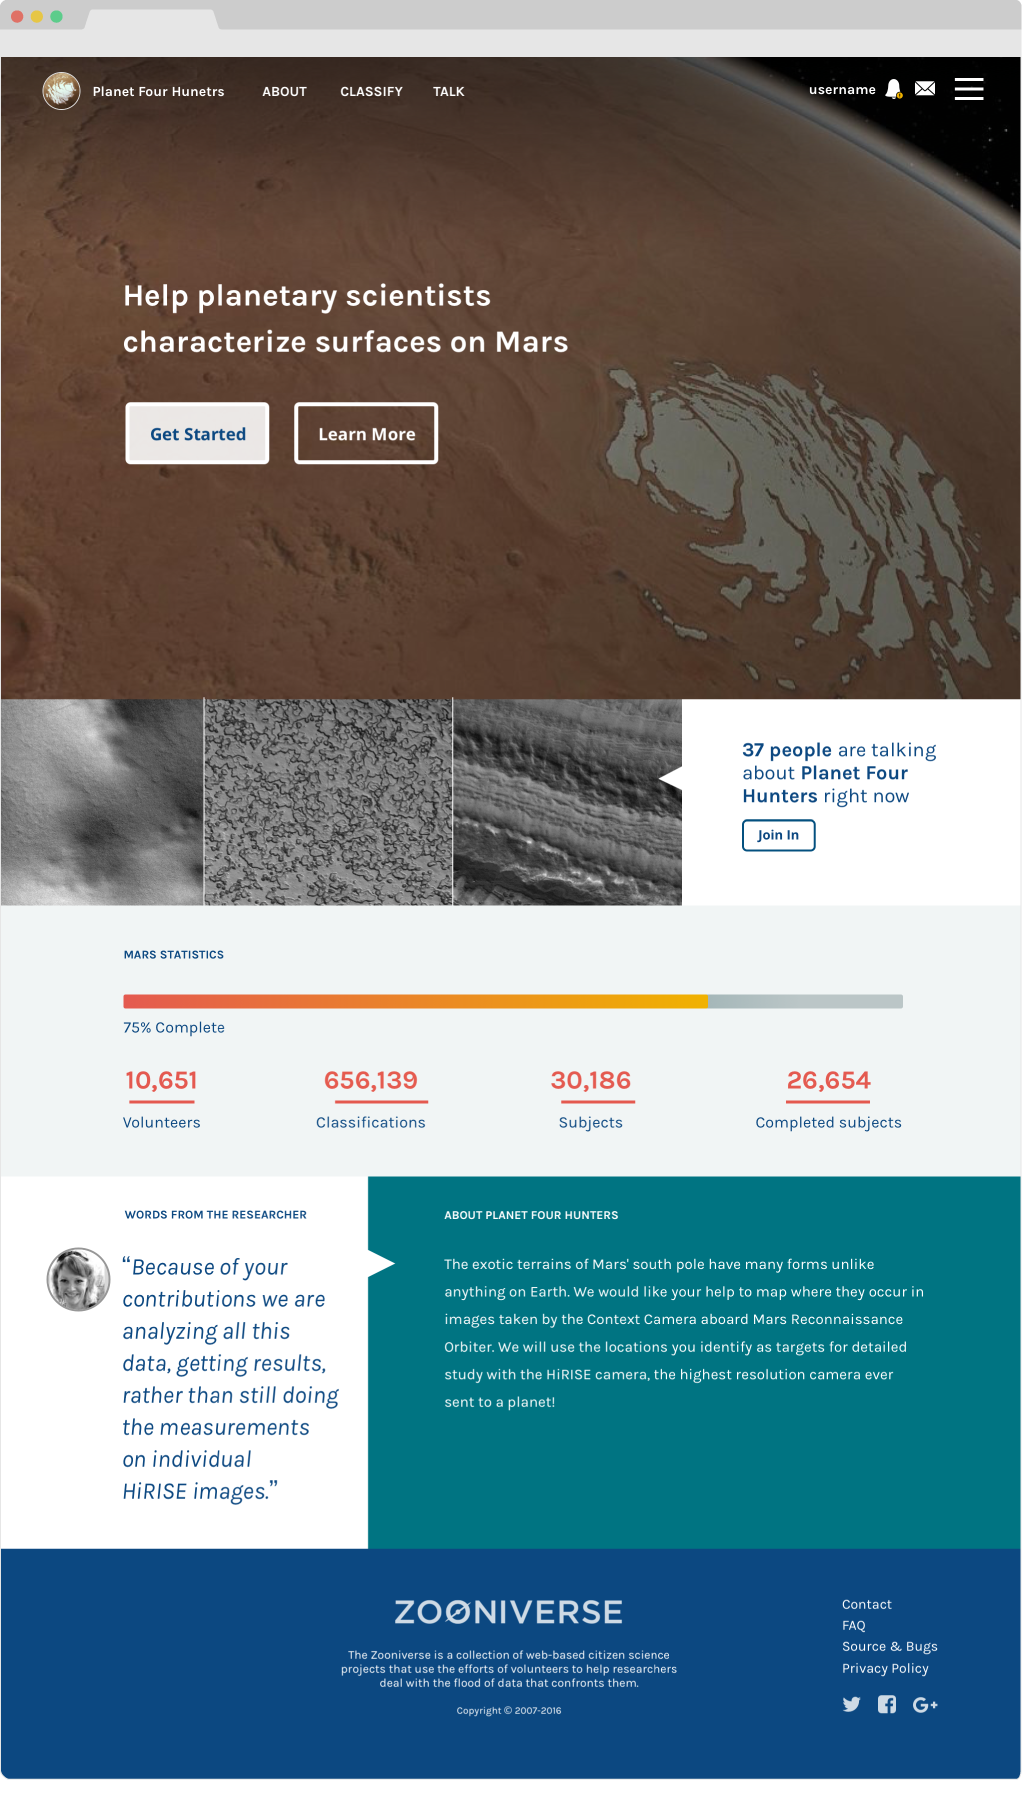 Planet Four Hunetrs ABOUT CLASSIFY TALK username
Help planetary scientists
characterize surfaces on Mars
Get Started Learn More
37 people are talking
about Planet Four
Hunters right now
Join In
MARS STATISTICS
75% Complete
10,651 656,139 30,186 26,654
Volunteers Classifications Subjects Completed subjects
WORDS FROM THE RESEARCHER
“Because of your
contributions we are
analyzing all this
data, getting results,
rather than still doing
the measurements
on individual
HiRISE images.”
ABOUT PLANET FOUR HUNTERS
The exotic terrains of Mars' south pole have many forms unlike
anything on Earth. We would like your help to map where they occur in
images taken by the Context Camera aboard Mars Reconnaissance
Orbiter. We will use the locations you identify as targets for detailed
study with the HiRISE camera, the highest resolution camera ever
sent to a planet!
ZOONIVERSE
The Zooniverse is a collection of web-based citizen science
projects that use the efforts of volunteers to help researchers
deal with the flood of data that confronts them.
Copyright © 2007-2016
Contact
FAQ
Source & Bugs
Privacy Policy
G+